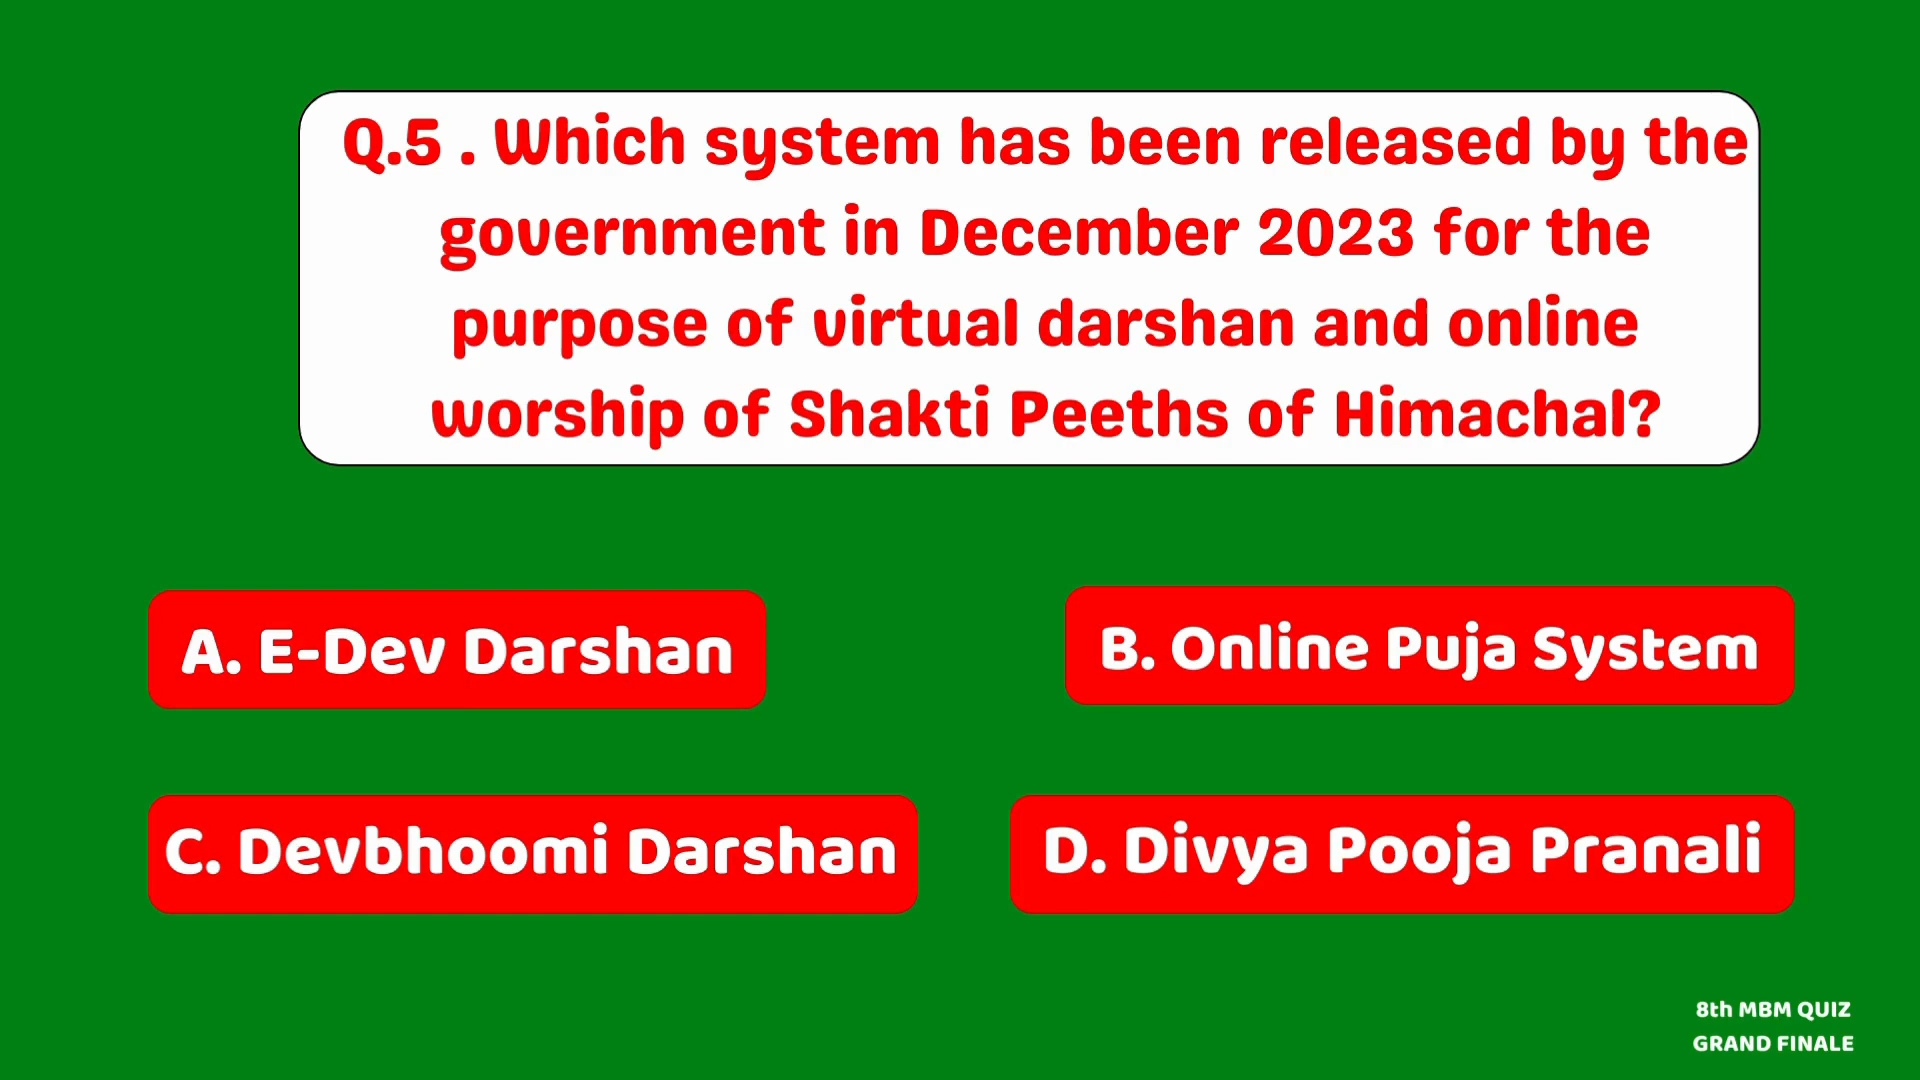 Q.5 . Which system has been released by the
government in December 2023 for the
purpose of virtual darshan and online
worship of Shakti Peeths of Himachal?
A. E-Dev Darshan
B. Online Puja System
C. Devbhoomi Darshan
D. Divya Pooja Pranali
8th MBM QUIZ
GRAND FINALE